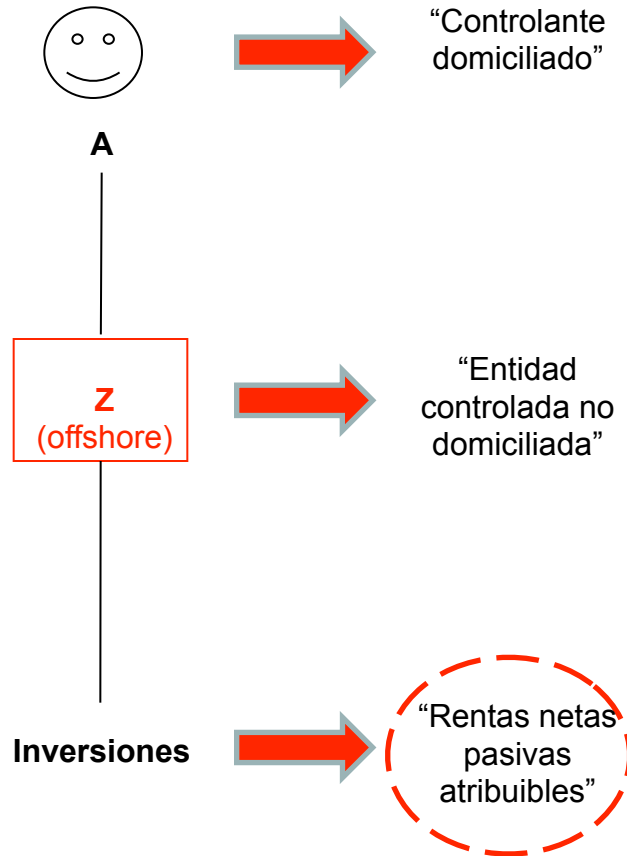 “Controlante
domiciliado”
A
Z
(offshore)
“Entidad
controlada no
domiciliada”
Inversiones
“Rentas netas
pasivas
atribuibles”